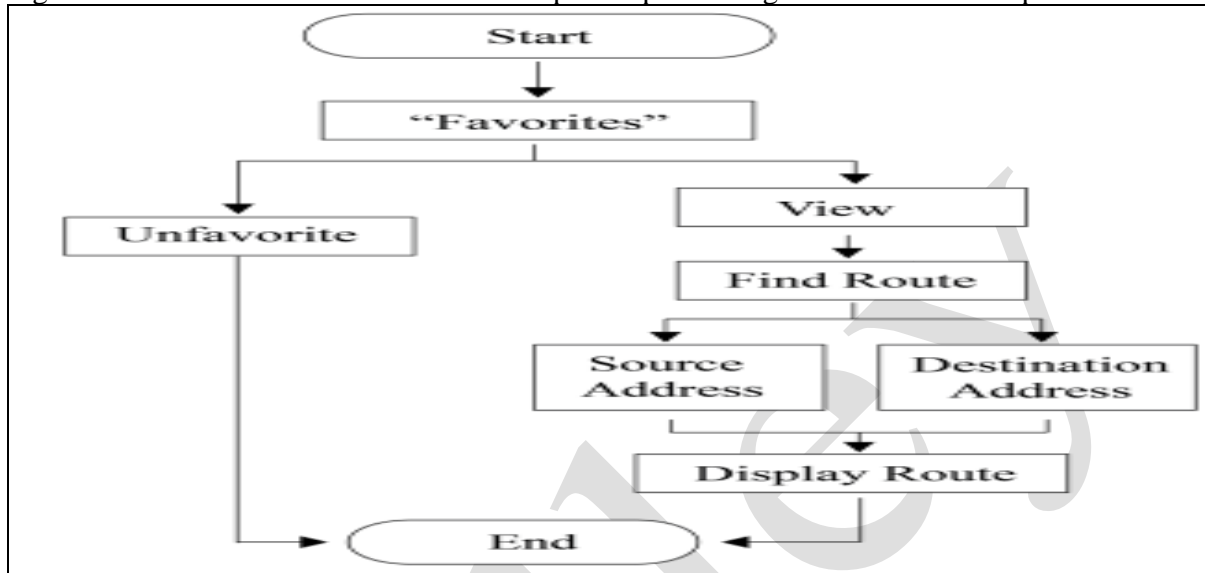 Start
“Favorites”
View
Unfavorite
Find Route
Source
Address
Destination
Address
Display Route
End